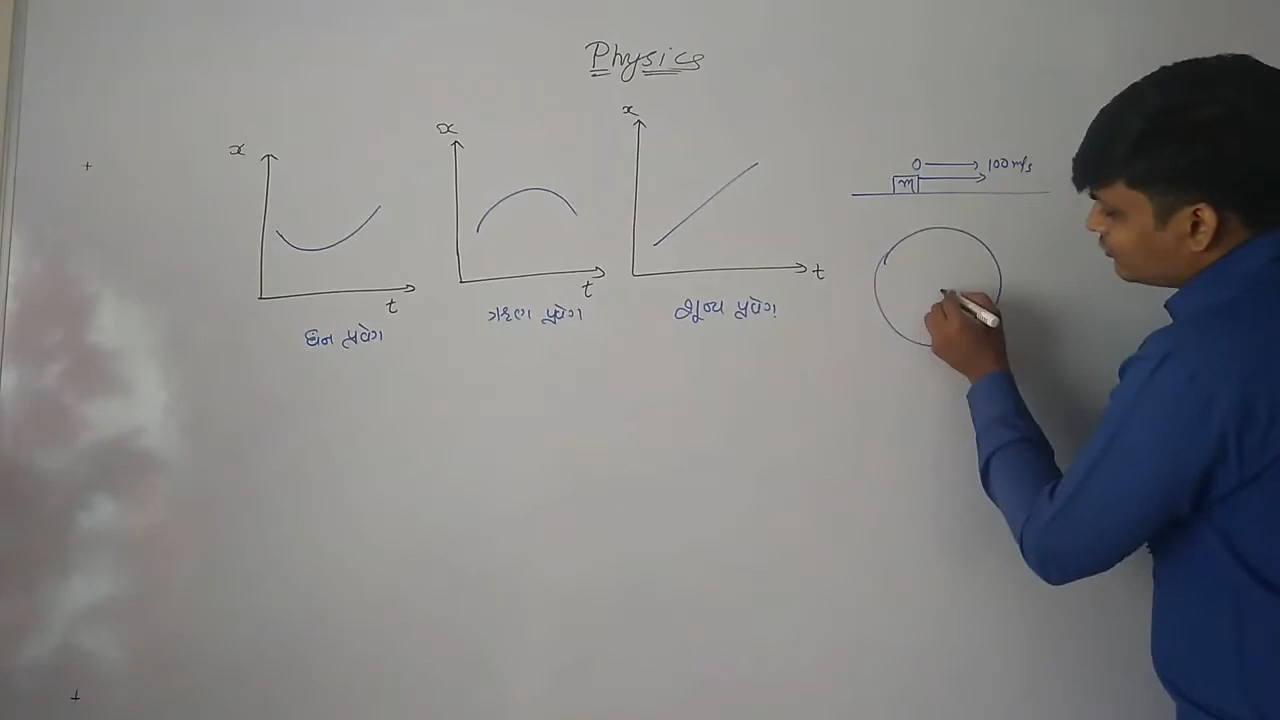 Physics
x
t
ધન પ્રવેગ
x
t
ઋણ પ્રવેગ
x
t
શૂન્ય પ્રવેગ
0 → 100 m/s
m